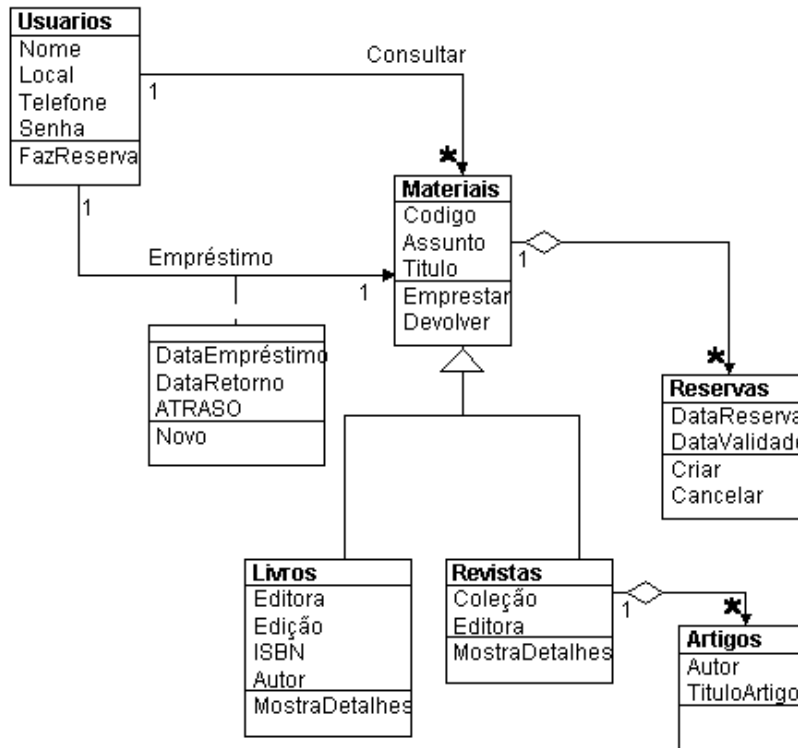 Usuarios
Nome
Local
Telefone
Senha
FazReserva
Consultar
1
*
1
Empréstimo
1
DataEmpréstimo
DataRetorno
ATRASO
Novo
Materiais
Codigo
Assunto
Titulo
Emprestar
Devolver
1
*
Reservas
DataReserva
DataValidade
Criar
Cancelar
Livros
Editora
Edição
ISBN
Autor
MostraDetalhes
Revistas
Coleção
Editora
MostraDetalhes
1
*
Artigos
Autor
TituloArtigo